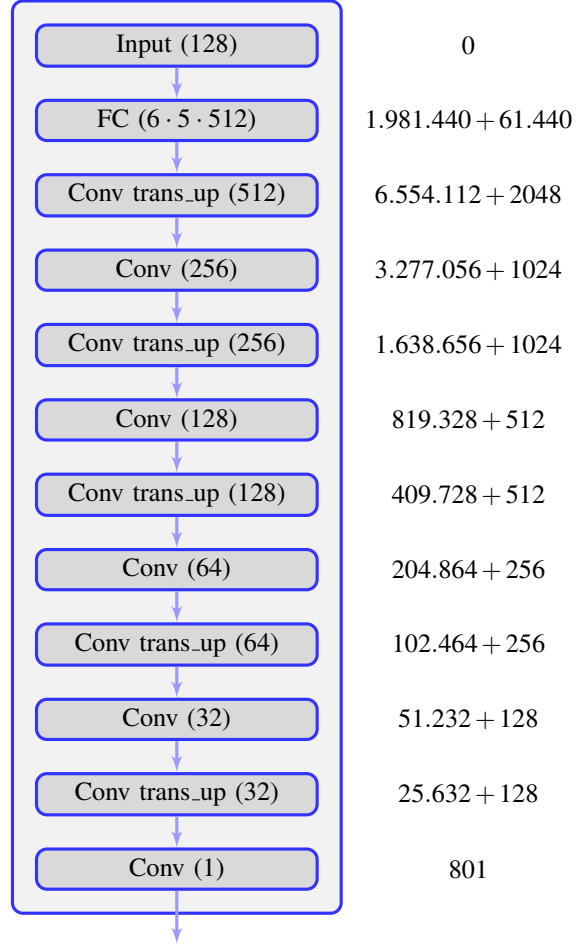 Input (128) 0
FC (6 · 5 · 512) 1.981.440 + 61.440
Conv trans_up (512) 6.554.112 + 2048
Conv (256) 3.277.056 + 1024
Conv trans_up (256) 1.638.656 + 1024
Conv (128) 819.328 + 512
Conv trans_up (128) 409.728 + 512
Conv (64) 204.864 + 256
Conv trans_up (64) 102.464 + 256
Conv (32) 51.232 + 128
Conv trans_up (32) 25.632 + 128
Conv (1) 801